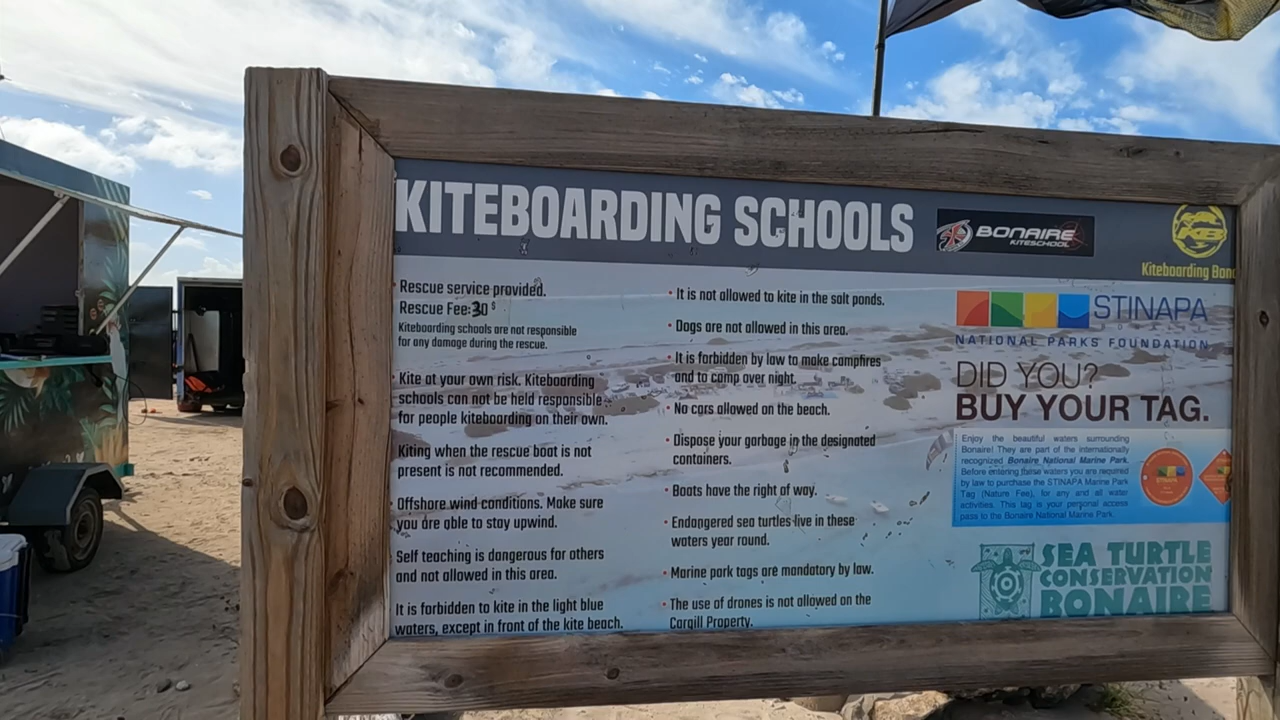 KITEBOARDING SCHOOLS
BONAIRE
KITESCHOOL
KB
Kiteboarding
Rescue service provided.
Rescue Fee:30 $
Kiteboarding schools are not responsible
for any damage during the rescue.
Kite at your own risk. Kiteboarding
schools can not be held responsible
for people kiteboarding on their own.
Kiting when the rescue boat is not
present is not recommended.
Offshore wind conditions. Make sure
you are able to stay upwind.
Self teaching is dangerous for others
and not allowed in this area.
It is forbidden to kite in the light blue
waters, except in front of the kite beach.
• It is not allowed to kite in the salt ponds.
• Dogs are not allowed in this area.
• It is forbidden by law to make campfires
and to camp over night.
• No cars allowed on the beach.
• Dispose your garbage in the designated
containers.
• Boats have the right of way.
• Endangered sea turtles live in these
waters year round.
• Marine park tags are mandatory by law.
• The use of drones is not allowed on the
Cargill Property.
STINAPA
BONAIRE
NATIONAL PARKS FOUNDATION
DID YOU?
BUY YOUR TAG.
Enjoy the beautiful waters surrounding
Bonaire! They are part of the internationally
recognized Bonaire National Marine Park.
Before entering these waters you are required
by law to purchase the STINAPA Marine Park
Tag (Nature Fee), for any and all water
activities. This tag is your personal access
pass to the Bonaire National Marine Park.
STINAPA
SEA TURTLE
CONSERVATION
BONAIRE